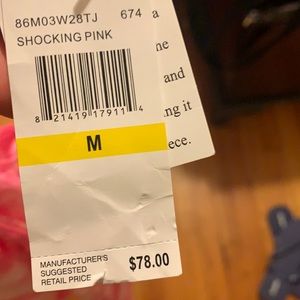 86M03W28TJ 674
SHOCKING PINK
8 21419 17911 4
M
MANUFACTURER'S
SUGGESTED
RETAIL PRICE
$78.00
a
ne
and
ng it
ece.